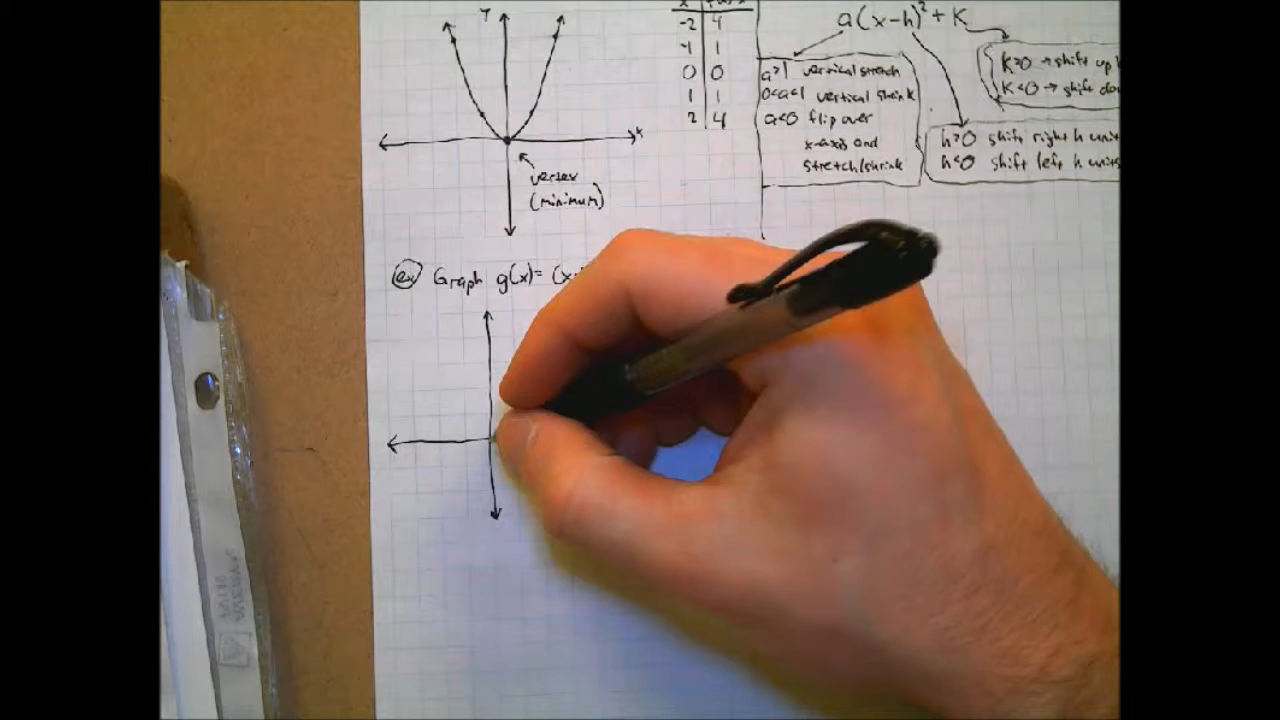 y
x
vertex
(minimum)
-2 4
-1 1
0 0
1 1
2 4
a(x-h)²+K
a>1 vertical stretch
0<a<1 vertical shrink
a<0 flip over
x-axis and
stretch/shrink
K>0 → shift up
K<0 → shift
h>0 shift right h units
h<0 shift left h units
ex Graph g(x)= (x-